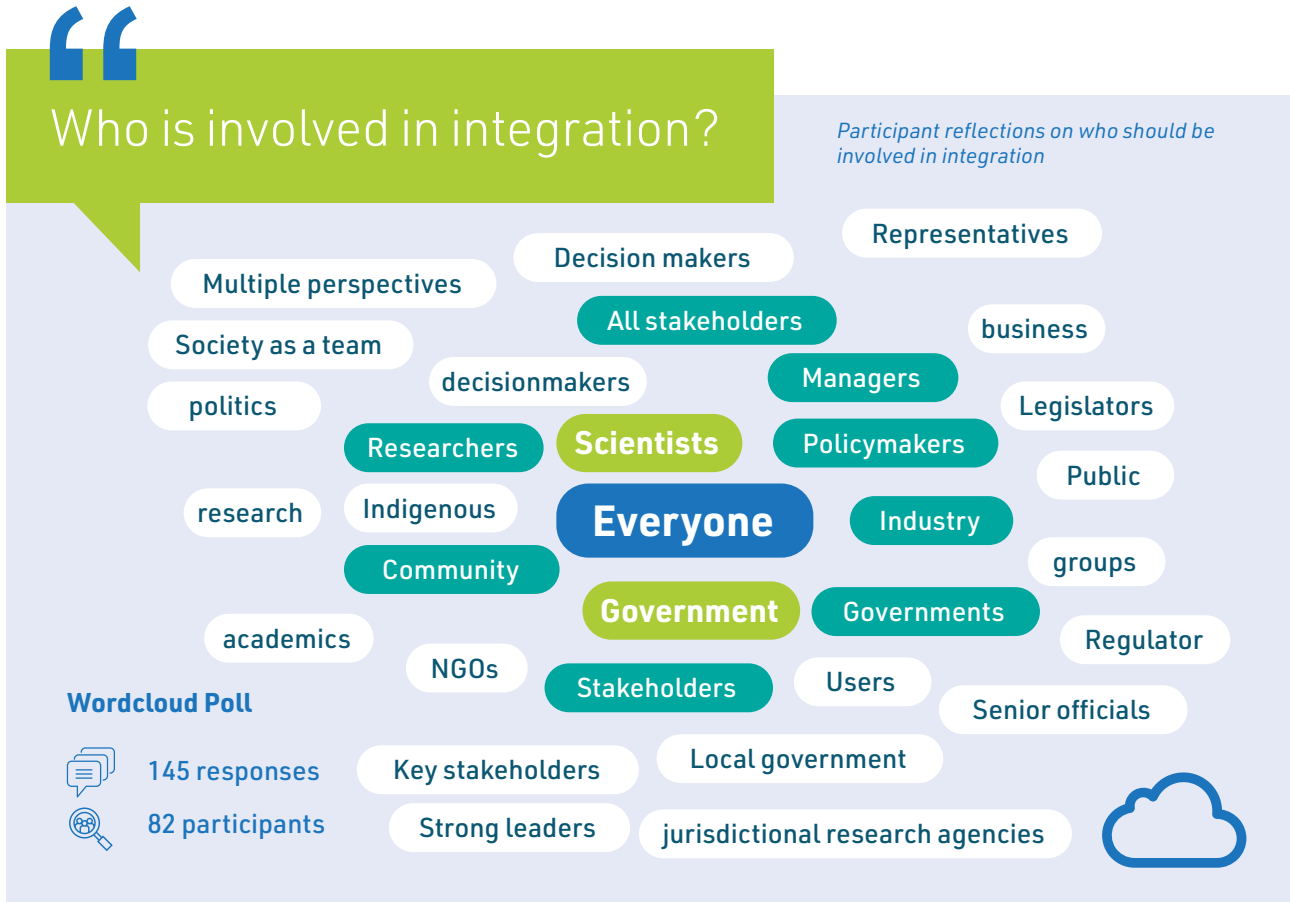 “
Who is involved in integration?
Participant reflections on who should be
involved in integration
Representatives
Decision makers
Multiple perspectives
All stakeholders
business
Society as a team
Managers
decisionmakers
politics
Legislators
Scientists
Policymakers
Researchers
Public
Indigenous
research
Everyone
Industry
Community
groups
Government
Governments
academics
Regulator
NGOs
Stakeholders
Users
Senior officials
Wordcloud Poll
145 responses
82 participants
Key stakeholders
Local government
Strong leaders
jurisdictional research agencies